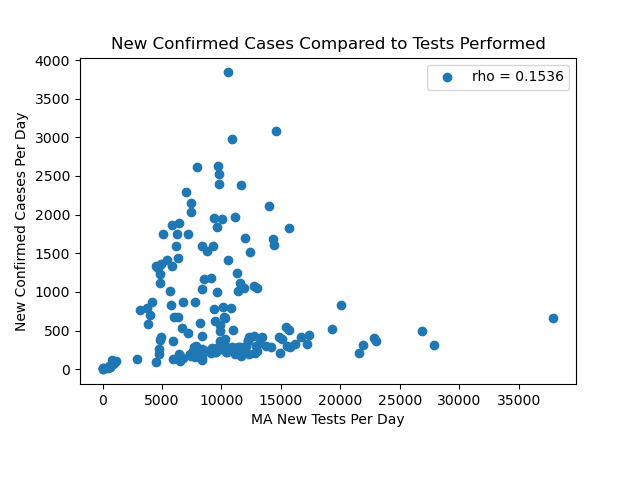 New Confirmed Cases Compared to Tests Performed
rho = 0.1536
New Confirmed Caeses Per Day
4000
3500
3000
2500
2000
1500
1000
500
0
0 5000 10000 15000 20000 25000 30000 35000
MA New Tests Per Day